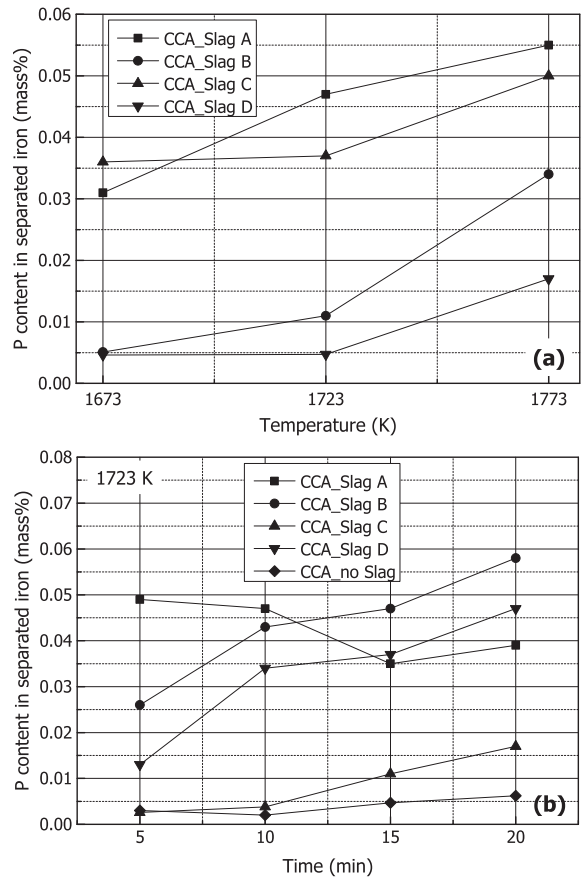 0.06
0.05
0.04
0.03
0.02
0.01
0.00
P content in separated iron (mass%)
CCA_Slag A
CCA_Slag B
CCA_Slag C
CCA_Slag D
(a)
1673 1723 1773
Temperature (K)
0.08
0.07
0.06
0.05
0.04
0.03
0.02
0.01
0.00
P content in separated iron (mass%)
1723 K
CCA_Slag A
CCA_Slag B
CCA_Slag C
CCA_Slag D
CCA_no Slag
(b)
5 10 15 20
Time (min)